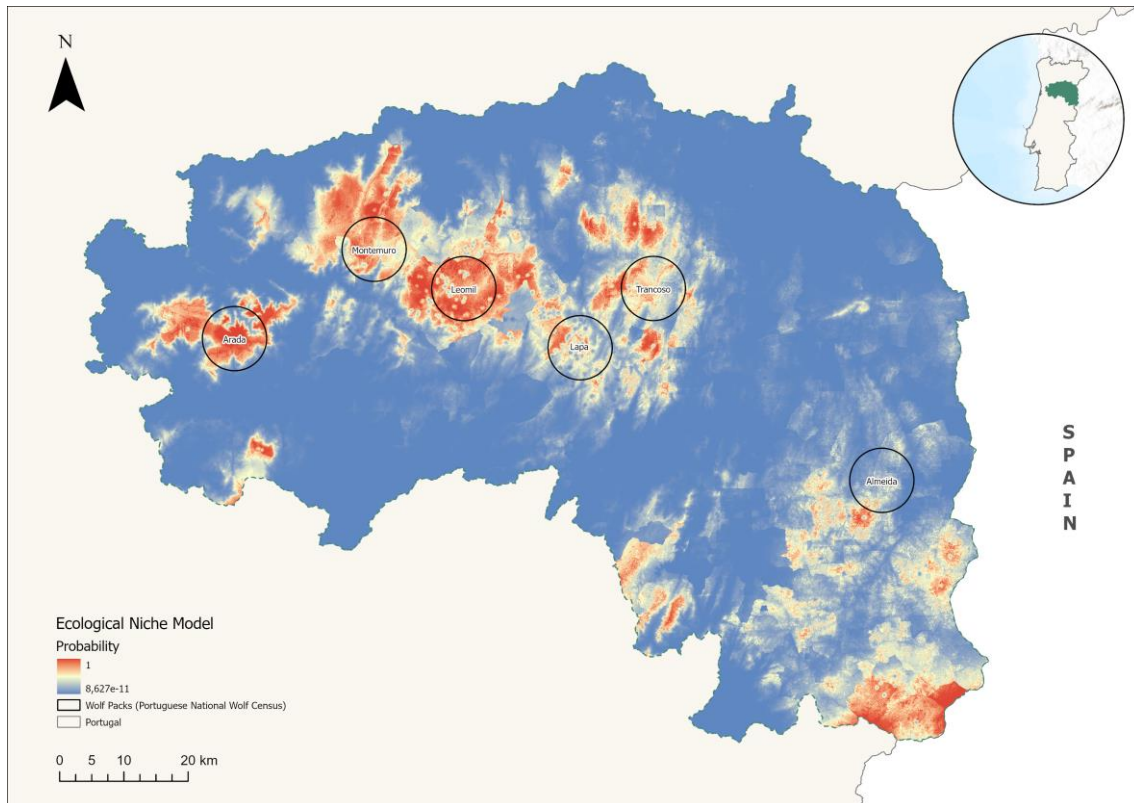 N
Montemuro
Leomil
Trancoso
Arada
Lapa
Almeida
S
P
A
I
N
Ecological Niche Model
Probability
1
8,627e-11
Wolf Packs (Portuguese National Wolf Census)
Portugal
0 5 10 20 km